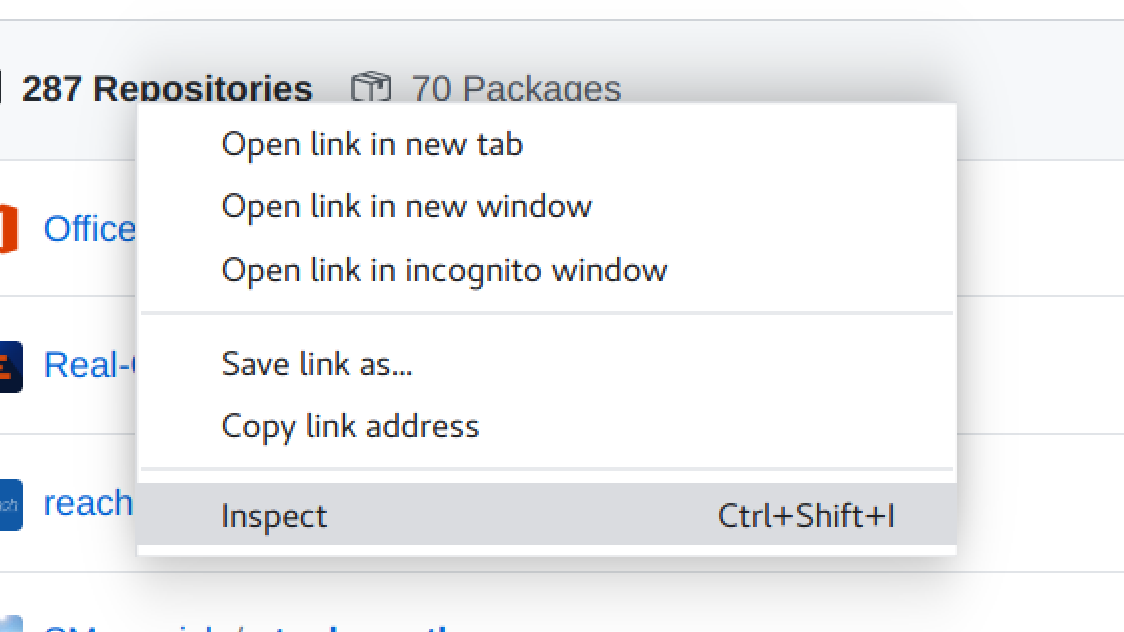 287 Repositories 70 Packages
Open link in new tab
Open link in new window
Office
Open link in incognito window
Real-
Save link as...
Copy link address
reach
Inspect Ctrl+Shift+I